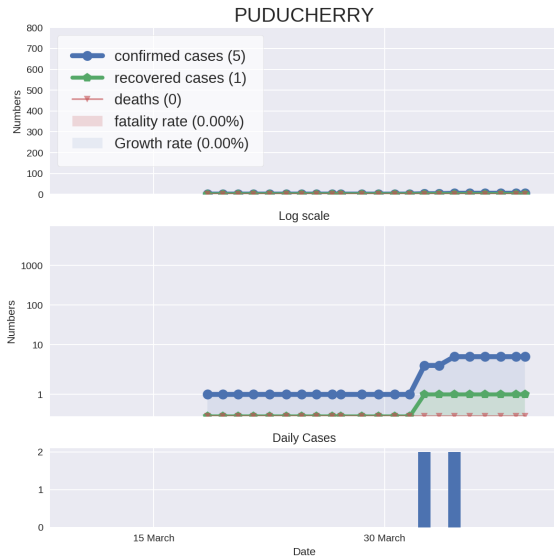 PUDUCHERRY
800
700
600
500
400
300
200
100
0
Numbers
confirmed cases (5)
recovered cases (1)
deaths (0)
fatality rate (0.00%)
Growth rate (0.00%)
Log scale
1000
100
10
1
Numbers
Daily Cases
2
1
0
15 March
30 March
Date